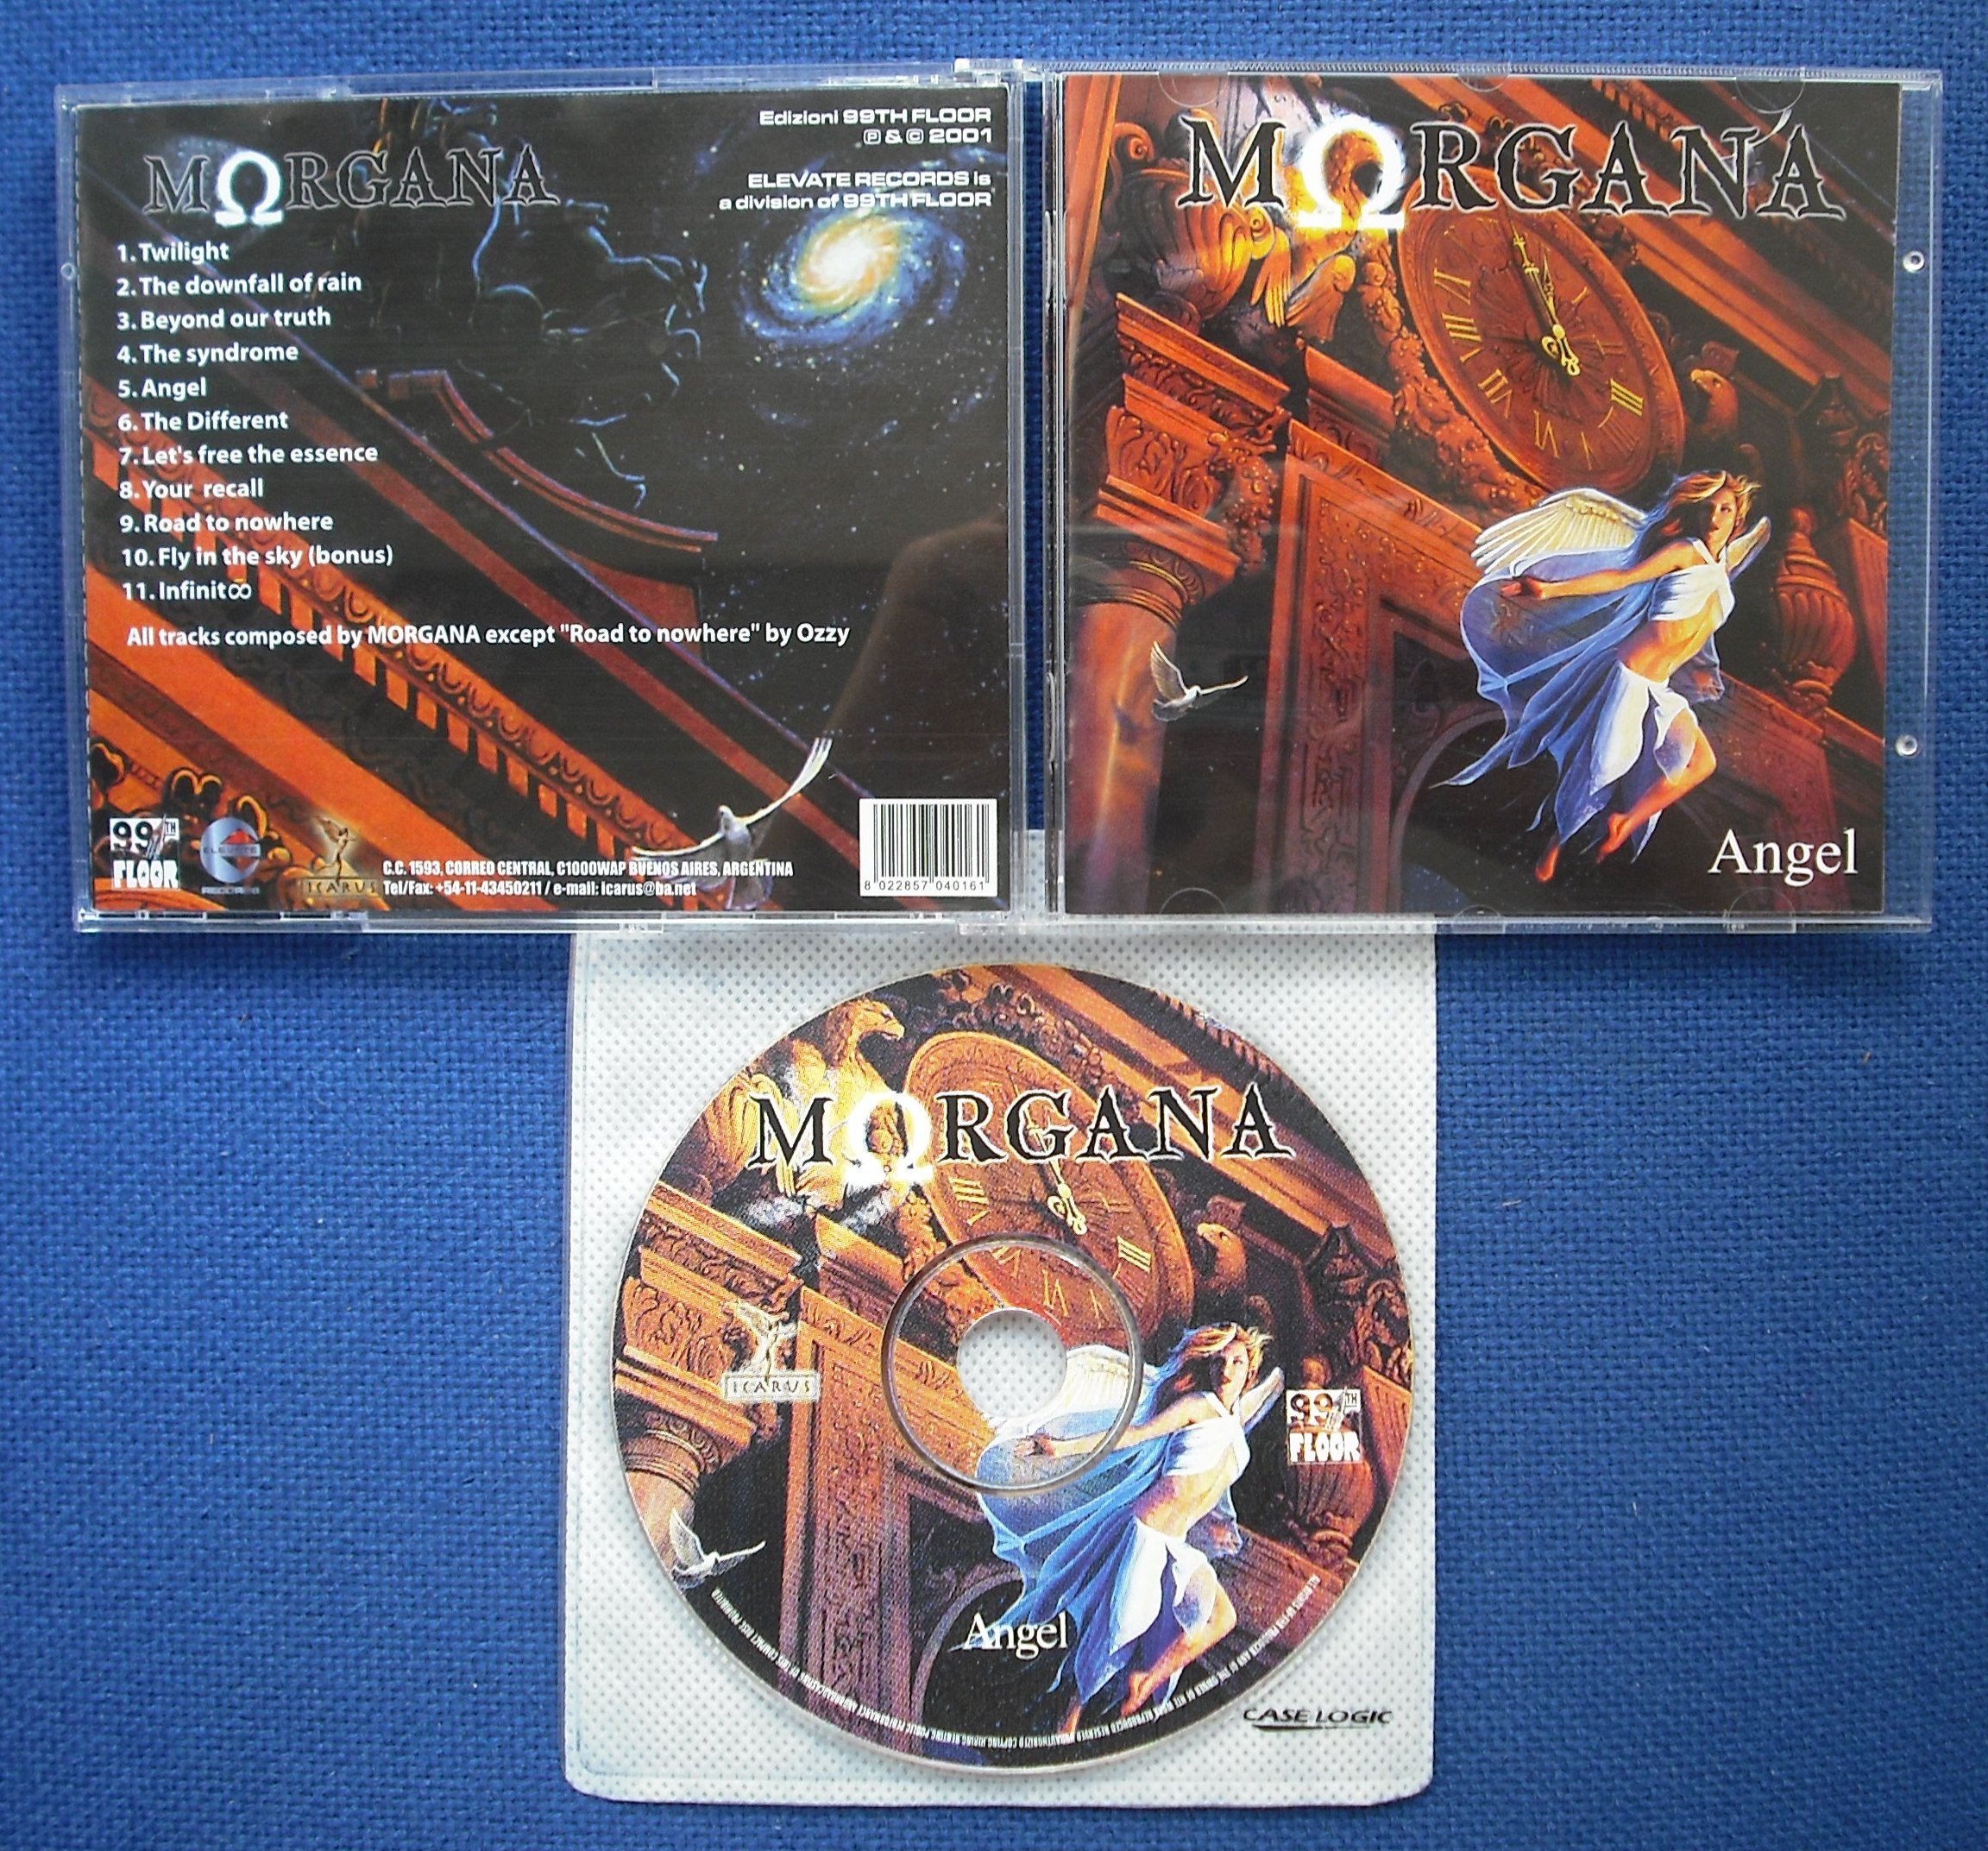 MΩRGANA
Edizioni 99TH FLOOR
℗ & © 2001
ELEVATE RECORDS is
a division of 99TH FLOOR
1. Twilight
2. The downfall of rain
3. Beyond our truth
4. The syndrome
5. Angel
6. The Different
7. Let's free the essence
8. Your recall
9. Road to nowhere
10. Fly in the sky (bonus)
11. Infinit∞
All tracks composed by MORGANA except "Road to nowhere" by Ozzy
99TH
FLOOR
ELEVATE
RECORDS
ICARUS
C.C. 1593, CORREO CENTRAL, C1000WAP BUENOS AIRES, ARGENTINA
Tel/Fax: +54-11-43450211 / e-mail: icarus@ba.net
8 022857 040161
MΩRGANA
Angel
MΩRGANA
ICARUS
99TH
FLOOR
Angel
CASE LOGIC